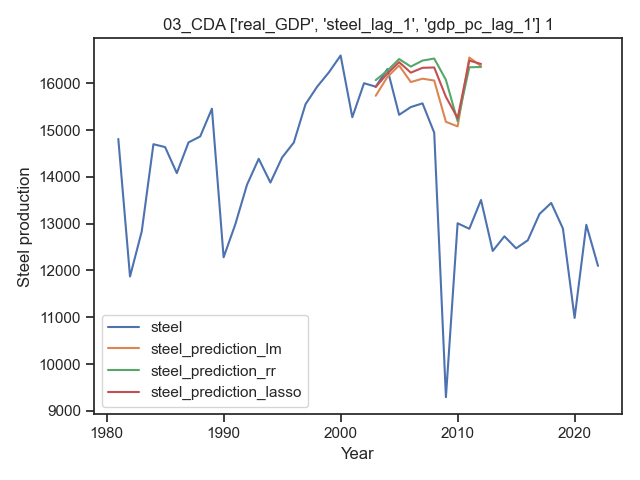 03_CDA ['real_GDP', 'steel_lag_1', 'gdp_pc_lag_1'] 1
16000
15000
14000
13000
12000
11000
10000
9000
Steel production
steel
steel_prediction_lm
steel_prediction_rr
steel_prediction_lasso
1980
1990
2000
2010
2020
Year